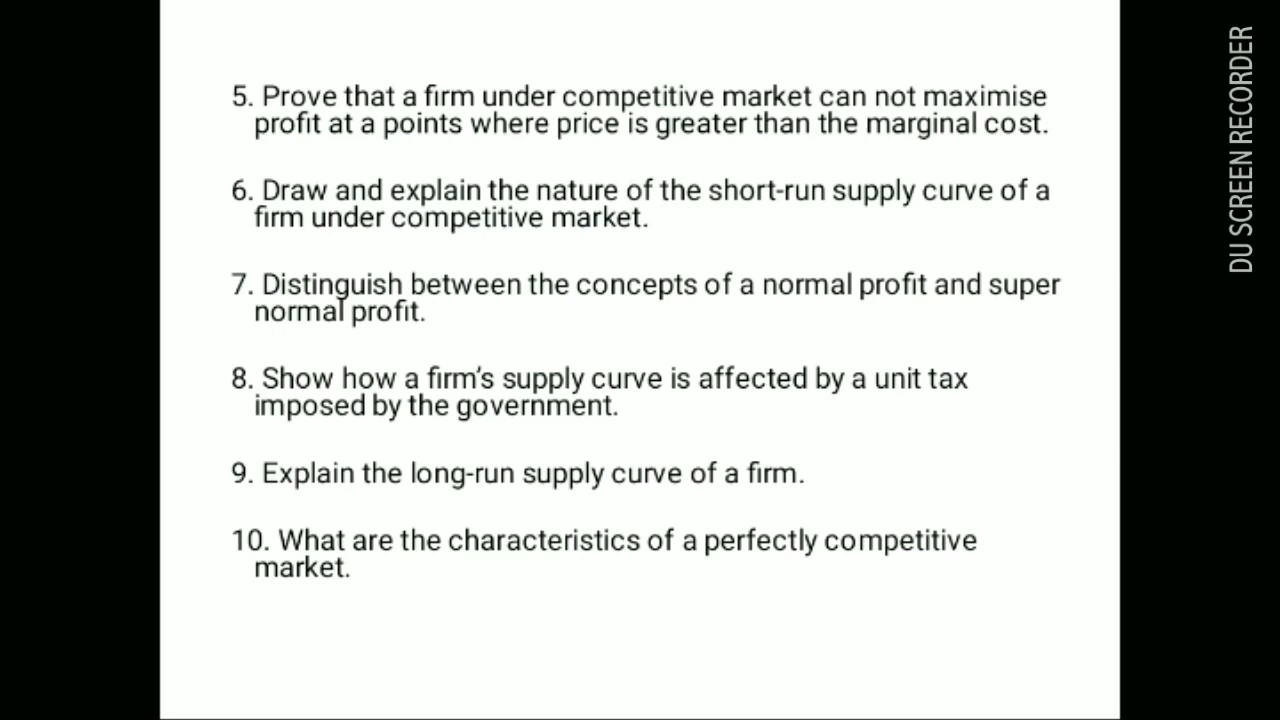 5. Prove that a firm under competitive market can not maximise
profit at a points where price is greater than the marginal cost.
6. Draw and explain the nature of the short-run supply curve of a
firm under competitive market.
7. Distinguish between the concepts of a normal profit and super
normal profit.
8. Show how a firm's supply curve is affected by a unit tax
imposed by the government.
9. Explain the long-run supply curve of a firm.
10. What are the characteristics of a perfectly competitive
market.
DU SCREEN RECORDER